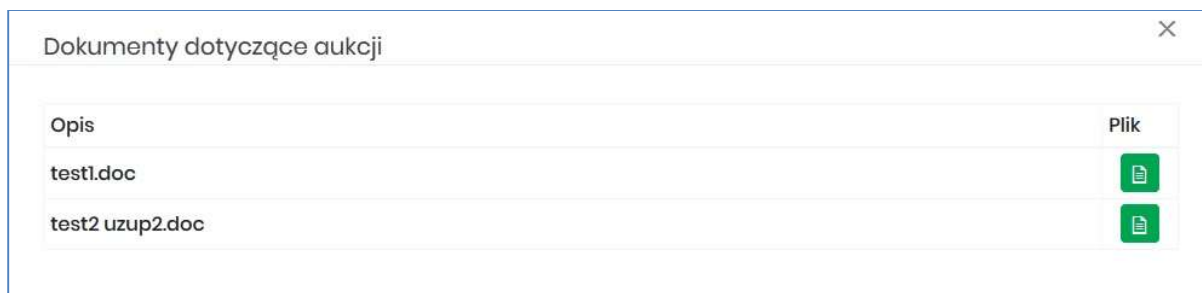 Dokumenty dotyczące aukcji
Opis Plik
test1.doc
test2 uzup2.doc